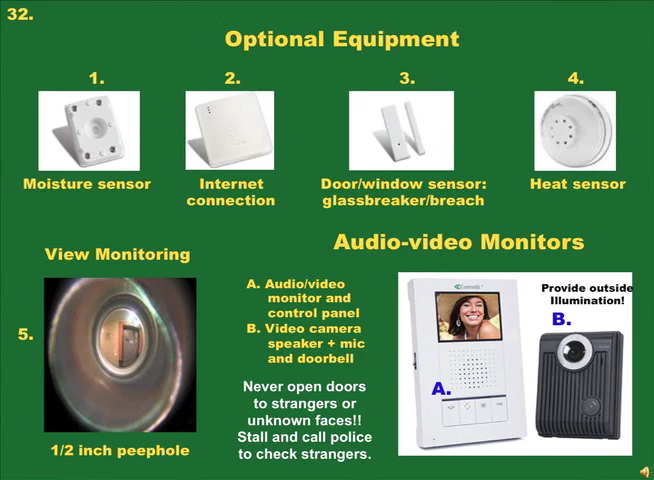 32.
Optional Equipment
1.
2.
3.
4.
Moisture sensor
Internet
connection
Door/window sensor:
glassbreaker/breach
Heat sensor
View Monitoring
Audio-video Monitors
5.
1/2 inch peephole
A. Audio/video
monitor and
control panel
B. Video camera
speaker + mic
and doorbell
Never open doors
to strangers or
unknown faces!!
Stall and call police
to check strangers.
Provide outside
Illumination!
A.
B.